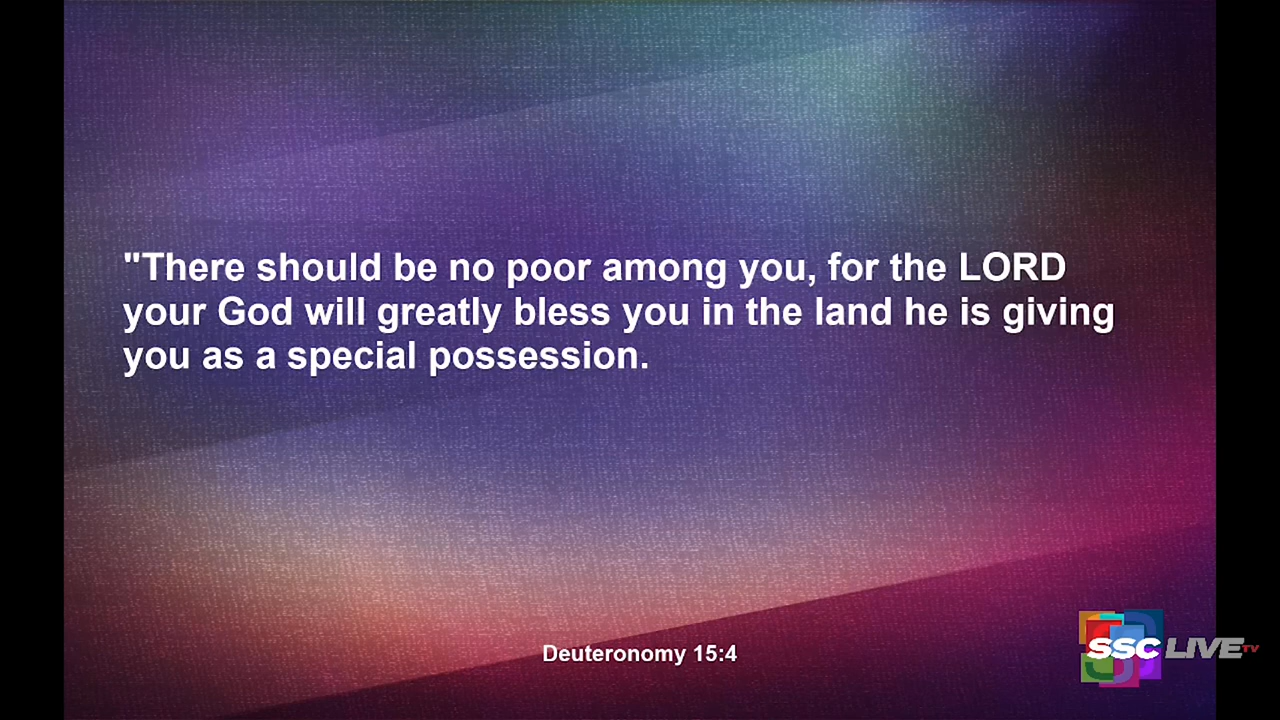 "There should be no poor among you, for the LORD
your God will greatly bless you in the land he is giving
you as a special possession.
Deuteronomy 15:4
SSC LIVE TV